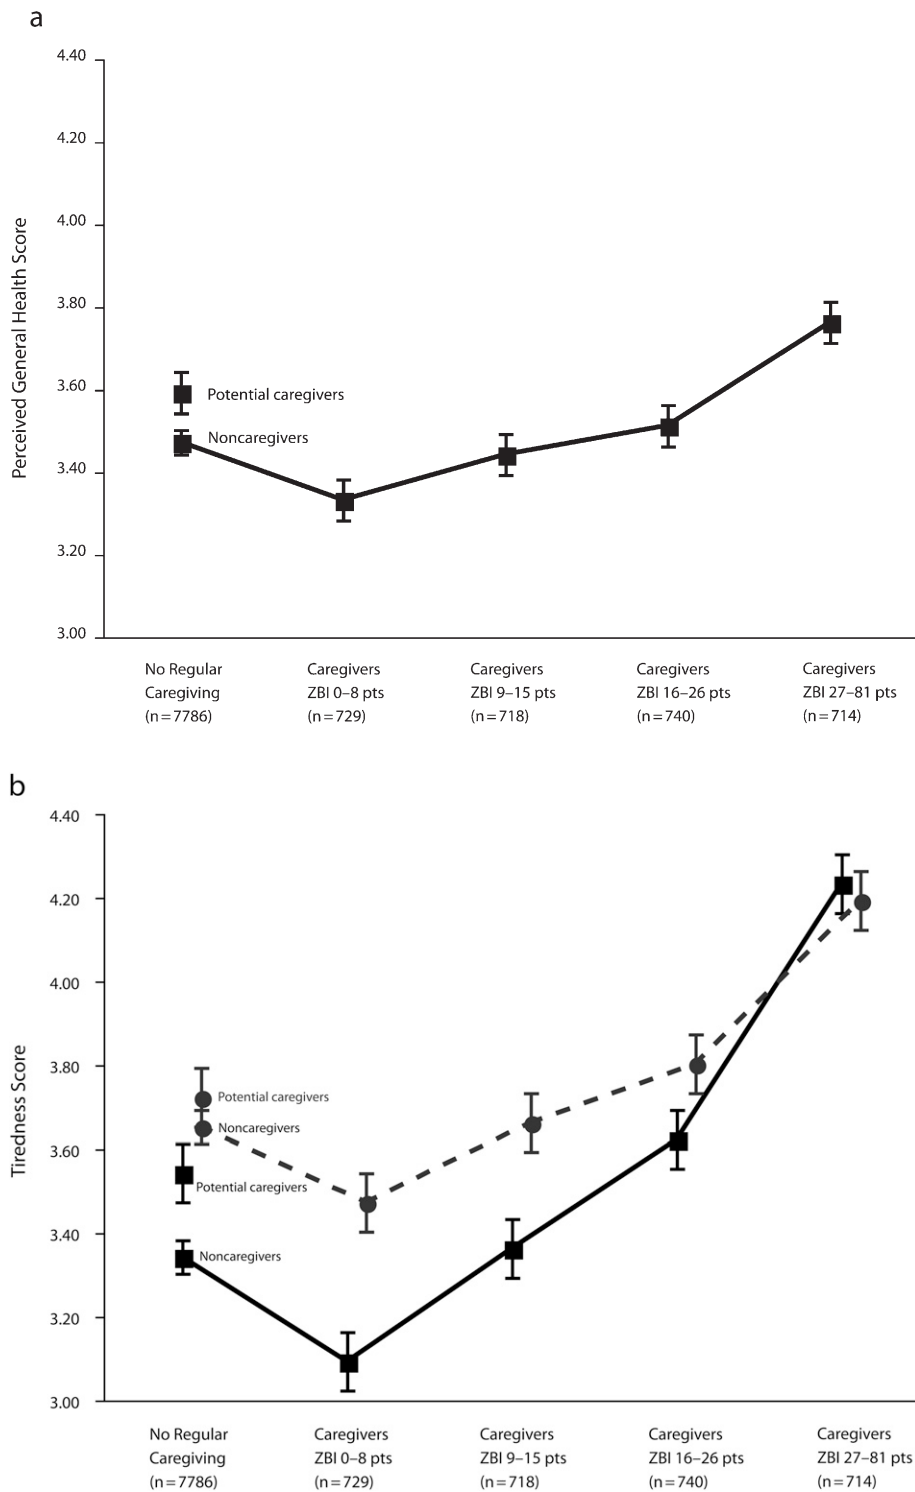 a
4.40
4.20
4.00
3.80
3.60
3.40
3.20
3.00
Perceived General Health Score
Potential caregivers
Noncaregivers
No Regular
Caregiving
(n = 7786)
Caregivers
ZBI 0–8 pts
(n = 729)
Caregivers
ZBI 9–15 pts
(n = 718)
Caregivers
ZBI 16–26 pts
(n = 740)
Caregivers
ZBI 27–81 pts
(n = 714)
b
4.40
4.20
4.00
3.80
3.60
3.40
3.20
3.00
Tiredness Score
Potential caregivers
Noncaregivers
Potential caregivers
Noncaregivers
No Regular
Caregiving
(n = 7786)
Caregivers
ZBI 0–8 pts
(n = 729)
Caregivers
ZBI 9–15 pts
(n = 718)
Caregivers
ZBI 16–26 pts
(n = 740)
Caregivers
ZBI 27–81 pts
(n = 714)